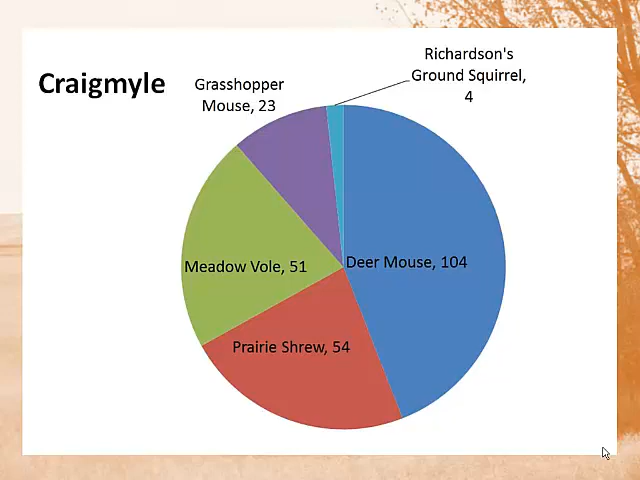 Craigmyle
Grasshopper
Mouse, 23
Richardson's
Ground Squirrel,
4
Meadow Vole, 51
Deer Mouse, 104
Prairie Shrew, 54